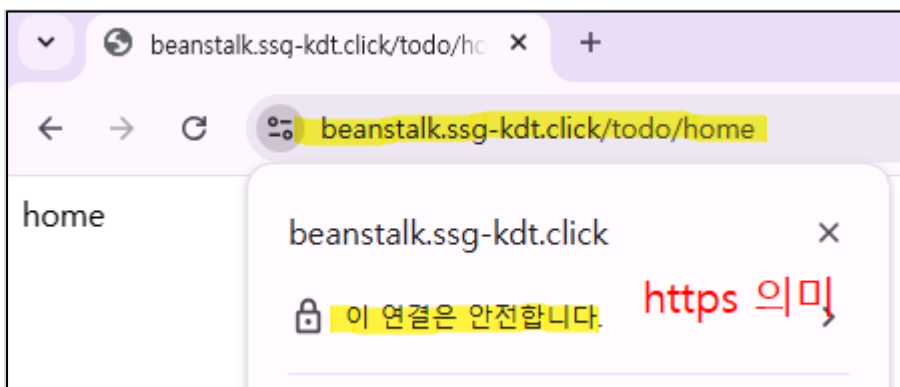 beanstalk.ssg-kdt.click/todo/hc
beanstalk.ssg-kdt.click/todo/home
home
beanstalk.ssg-kdt.click
이 연결은 안전합니다.
https 의미